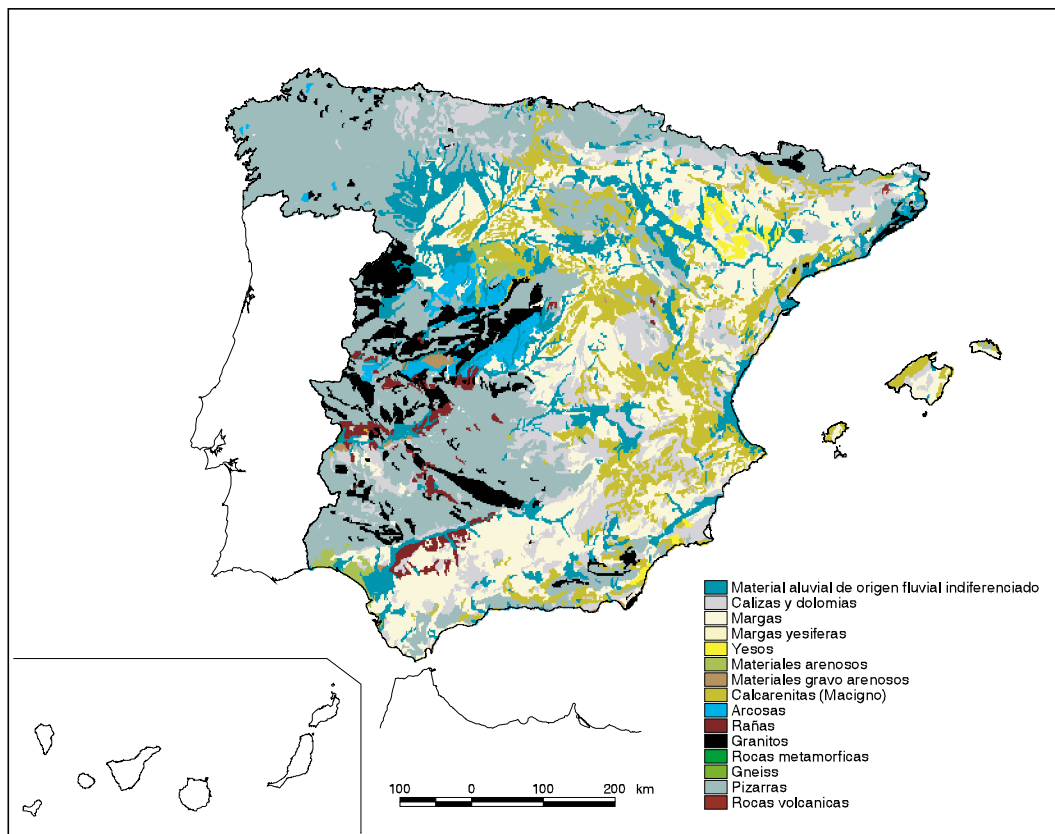 Material aluvial de origen fluvial indiferenciado
Calizas y dolomias
Margas
Margas yesiferas
Yesos
Materiales arenosos
Materiales gravo arenosos
Calcarenitas (Macigno)
Arcosas
Rañas
Granitos
Rocas metamorficas
Gneiss
Pizarras
Rocas volcanicas
100 0 100 200 km